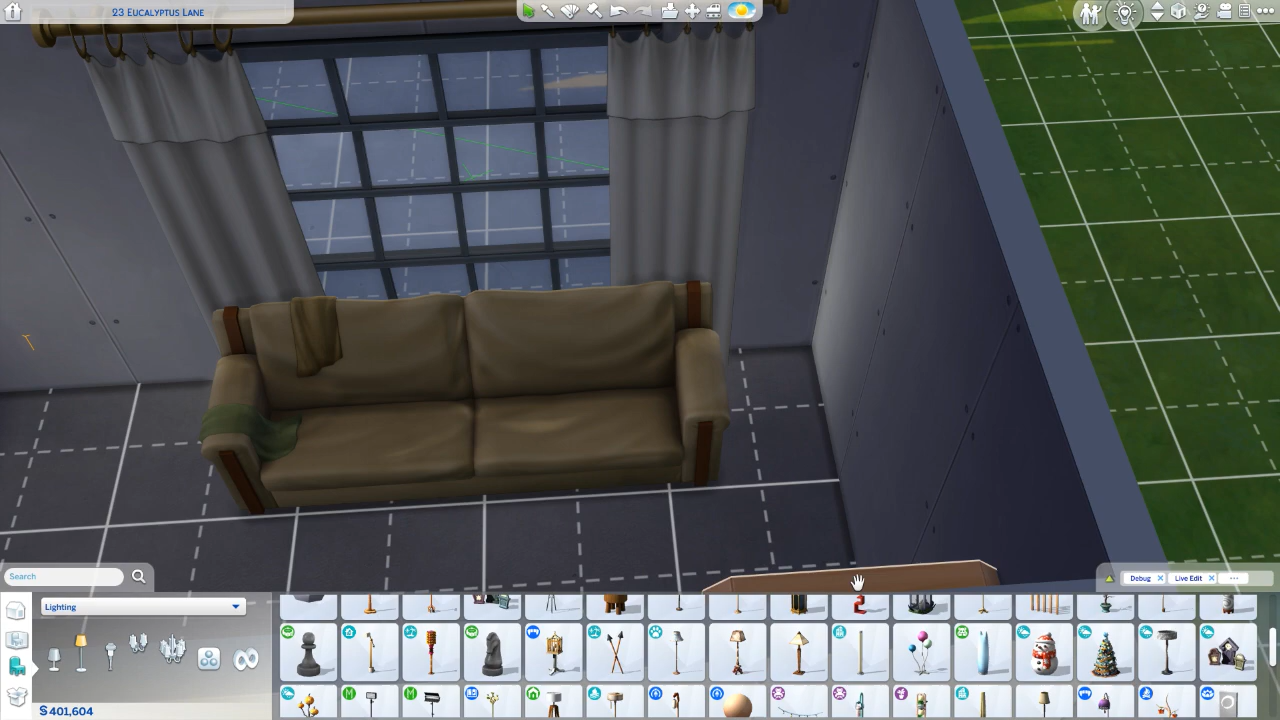 23 Eucalyptus Lane
Search
Debug ✕ Live Edit ✕ ...
Lighting
§401,604